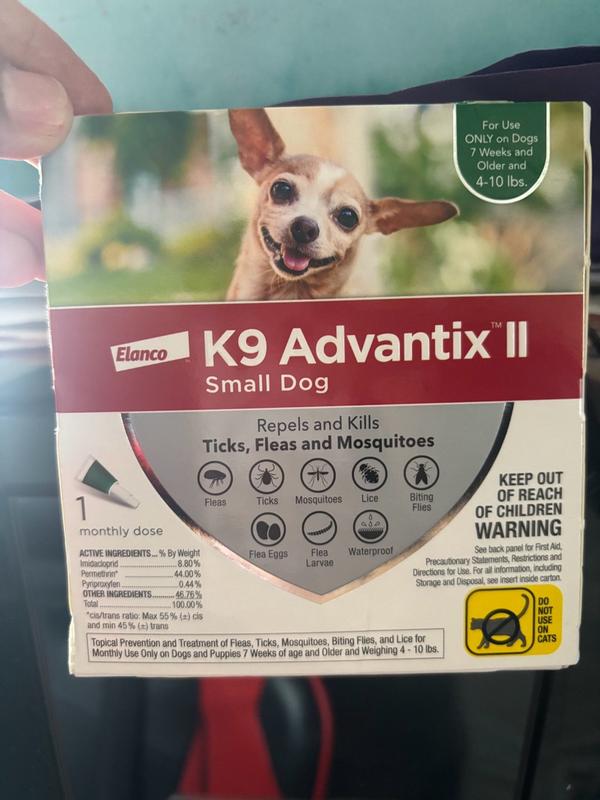 For Use
ONLY on Dogs
7 Weeks and
Older and
4-10 lbs.
Elanco™
K9 Advantix™ II
Small Dog
Repels and Kills
Ticks, Fleas and Mosquitoes
Fleas
Ticks
Mosquitoes
Lice
Biting
Flies
Flea Eggs
Flea
Larvae
Waterproof
1
monthly dose
ACTIVE INGREDIENTS... % By Weight
Imidacloprid ........................ 8.80%
Permethrin* ........................ 44.00%
Pyriproxyfen ........................ 0.44%
OTHER INGREDIENTS ........ 46.76%
Total ........................ 100.00%
*cis/trans ratio: Max 55% (±) cis
and min 45% (±) trans
KEEP OUT
OF REACH
OF CHILDREN
WARNING
See back panel for First Aid,
Precautionary Statements, Restrictions and
Directions for Use. For all information, including
Storage and Disposal, see insert inside carton.
DO
NOT
USE
ON
CATS
Topical Prevention and Treatment of Fleas, Ticks, Mosquitoes, Biting Flies, and Lice for
Monthly Use Only on Dogs and Puppies 7 Weeks of age and Older and Weighing 4 - 10 lbs.